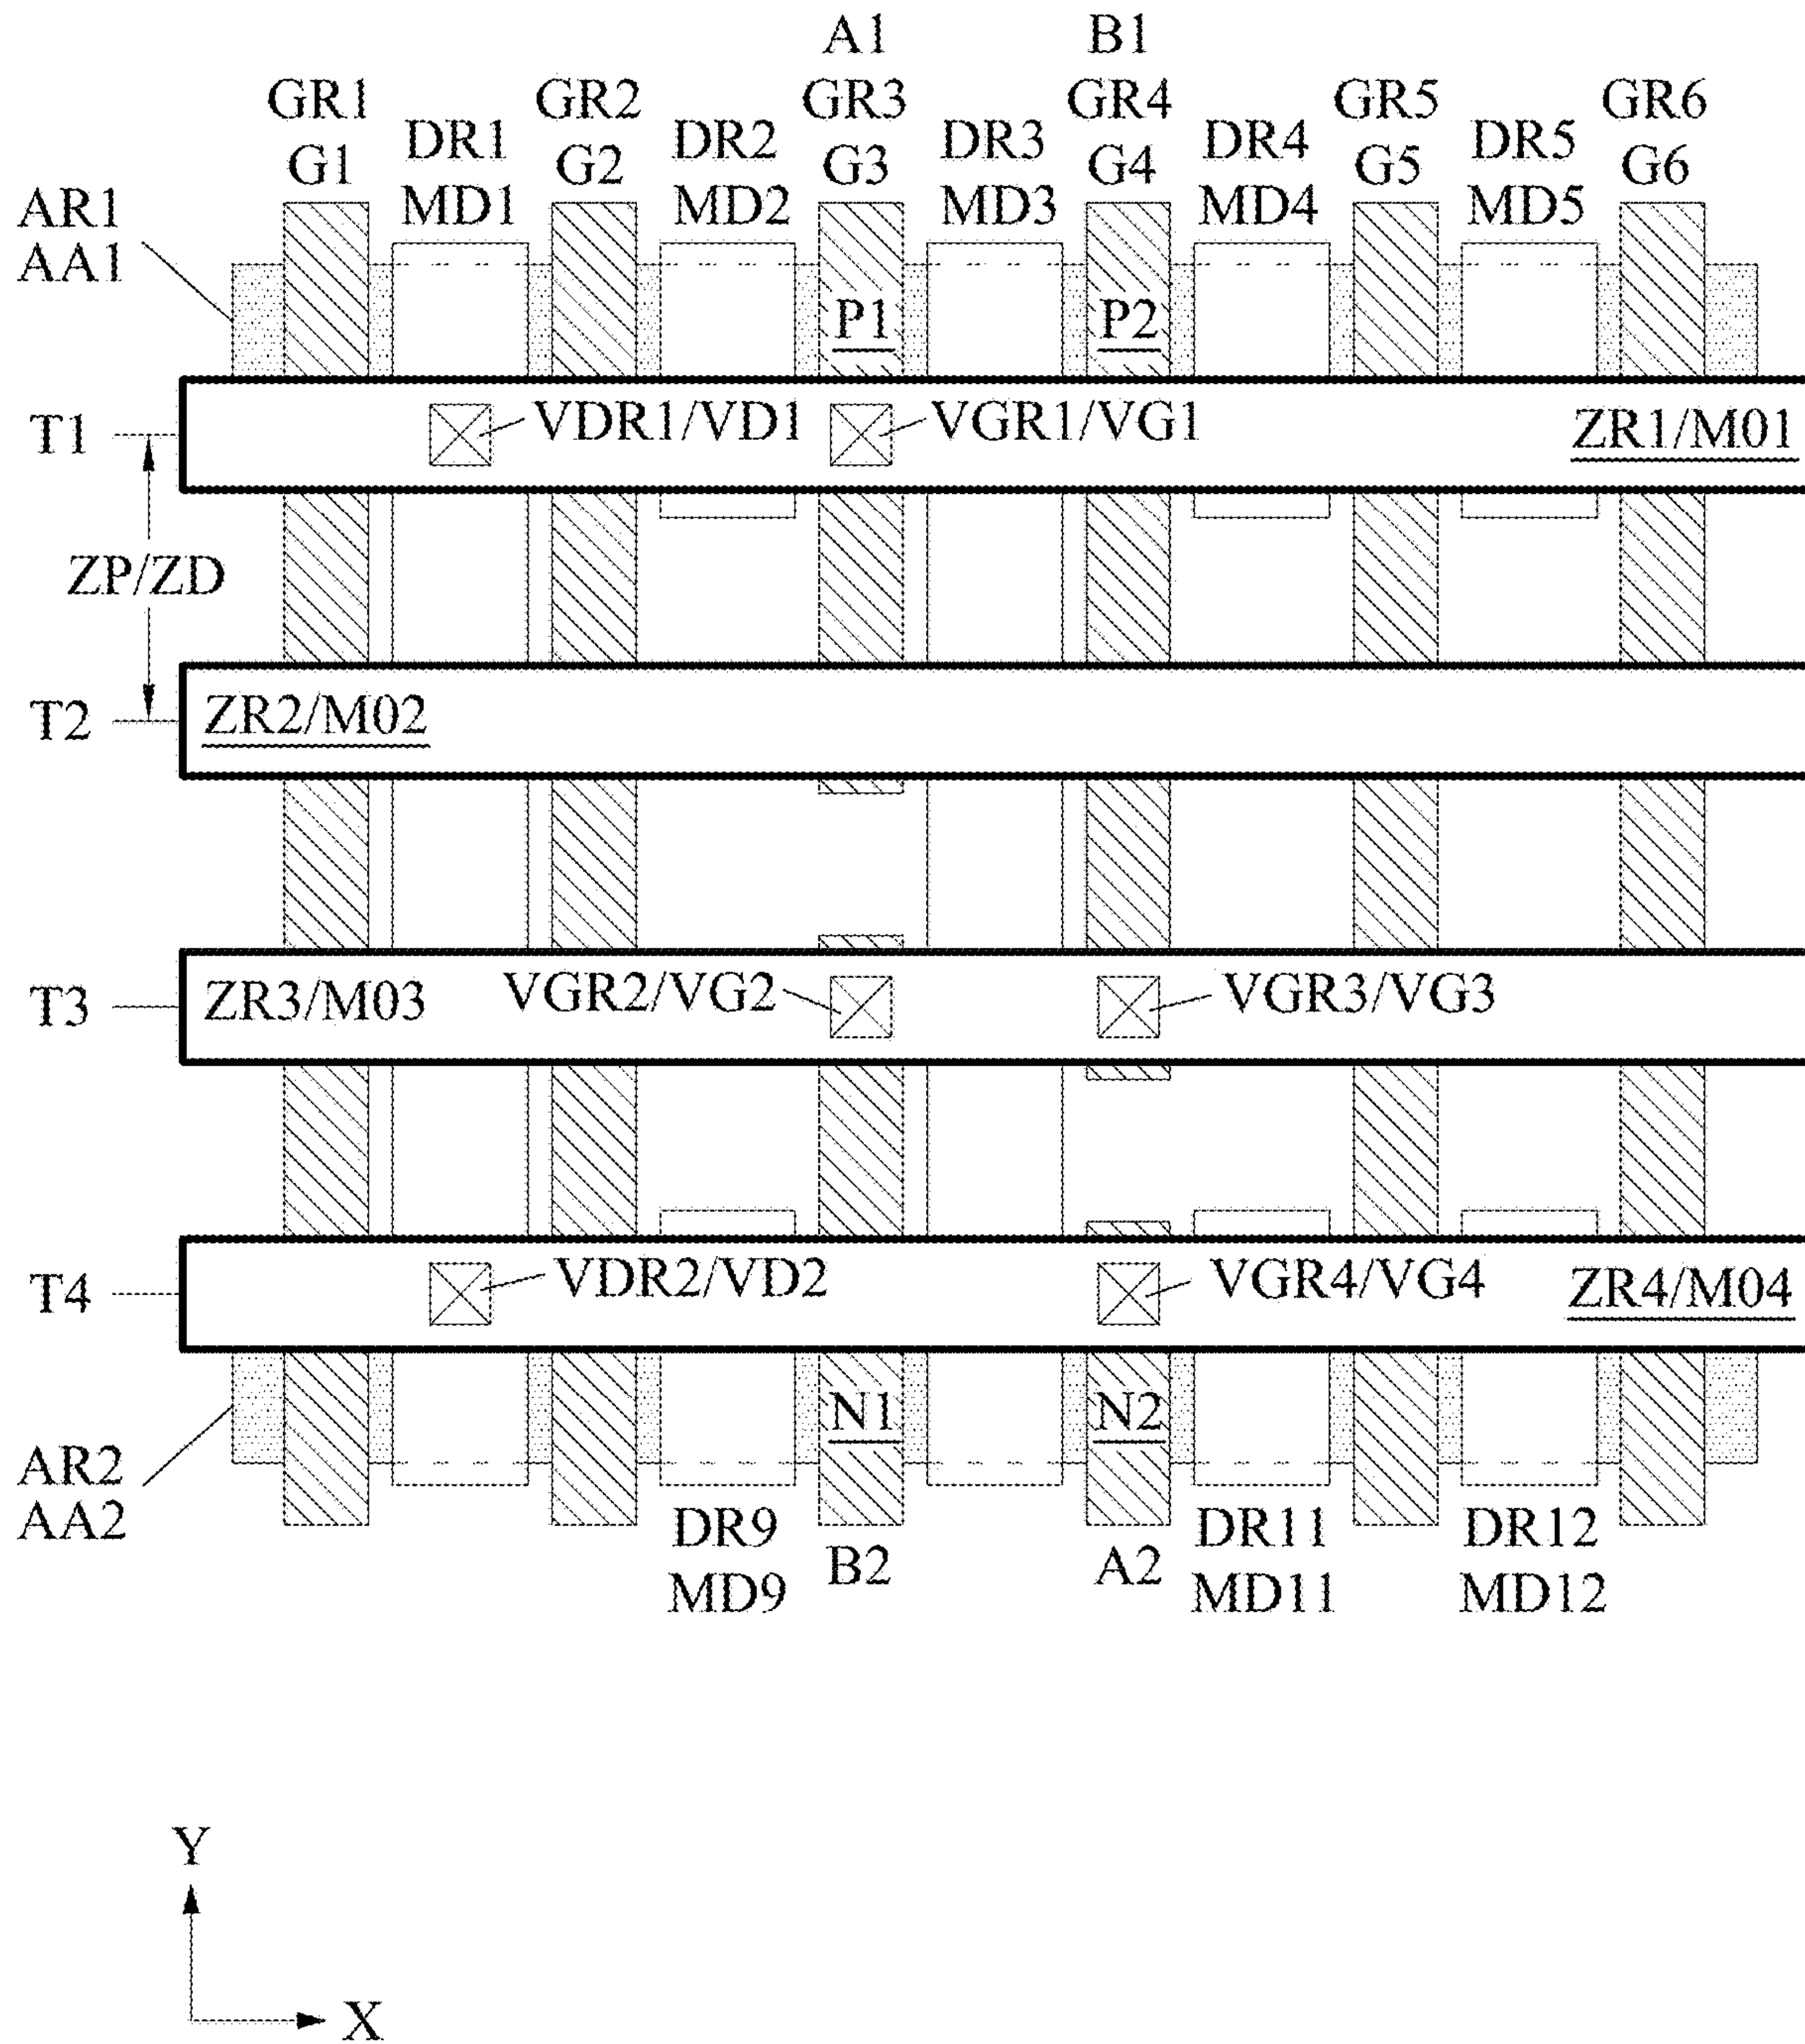 A1
B1
GR1
GR2
GR3
GR4
GR5
GR6
DR1
DR2
DR3
DR4
DR5
G1
G2
G3
G4
G5
G6
MD1
MD2
MD3
MD4
MD5
AR1
AA1
P1
P2
T1
VDR1/VD1
VGR1/VG1
ZR1/M01
ZP/ZD
T2
ZR2/M02
T3
ZR3/M03
VGR2/VG2
VGR3/VG3
T4
VDR2/VD2
VGR4/VG4
ZR4/M04
N1
N2
AR2
AA2
DR9
MD9
B2
A2
DR11
MD11
DR12
MD12
Y
X